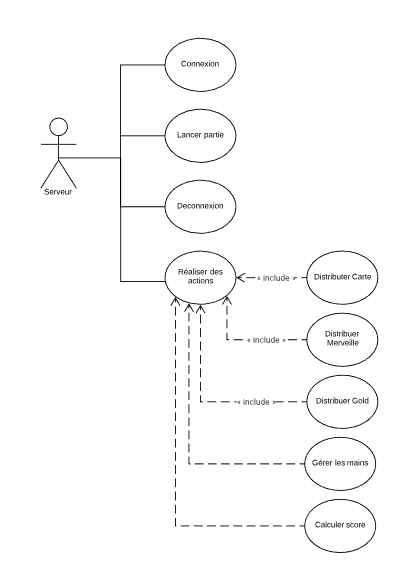 Connexion
Lancer partie
Serveur
Deconnexion
Réaliser des
actions
« include »
Distributer Carte
« include »
Distribuer
Merveille
« include »
Distribuer Gold
Gérer les mains
Calculer score